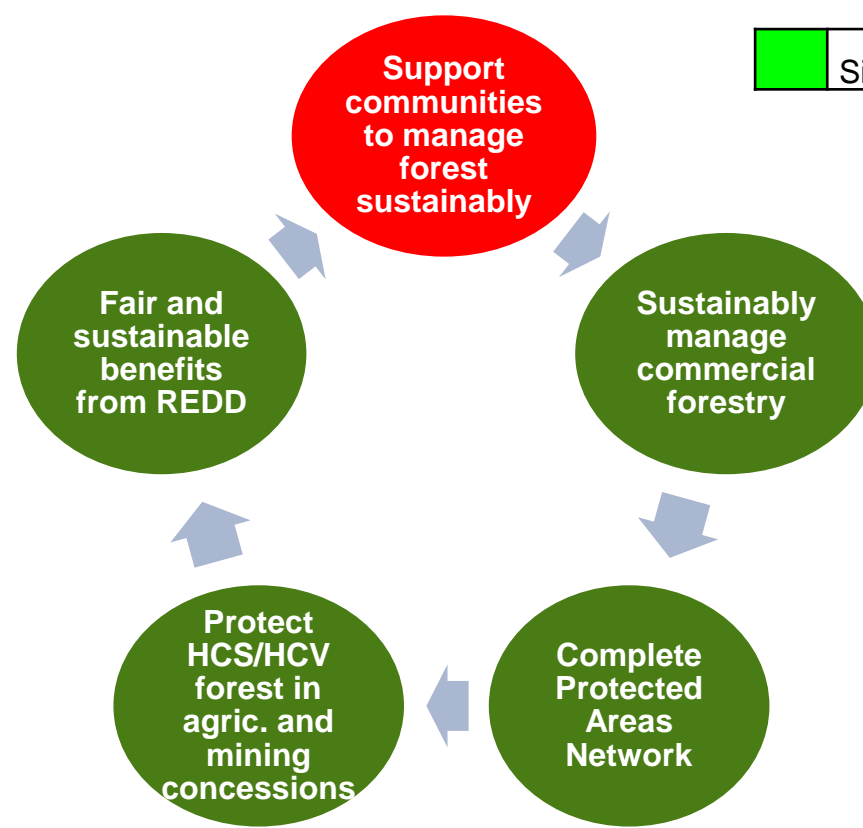 Support
communities
to manage
forest
sustainably
Si
Fair and
sustainable
benefits
from REDD
Sustainably
manage
commercial
forestry
Protect
HCS/HCV
forest in
agric. and
mining
concessions
Complete
Protected
Areas
Network